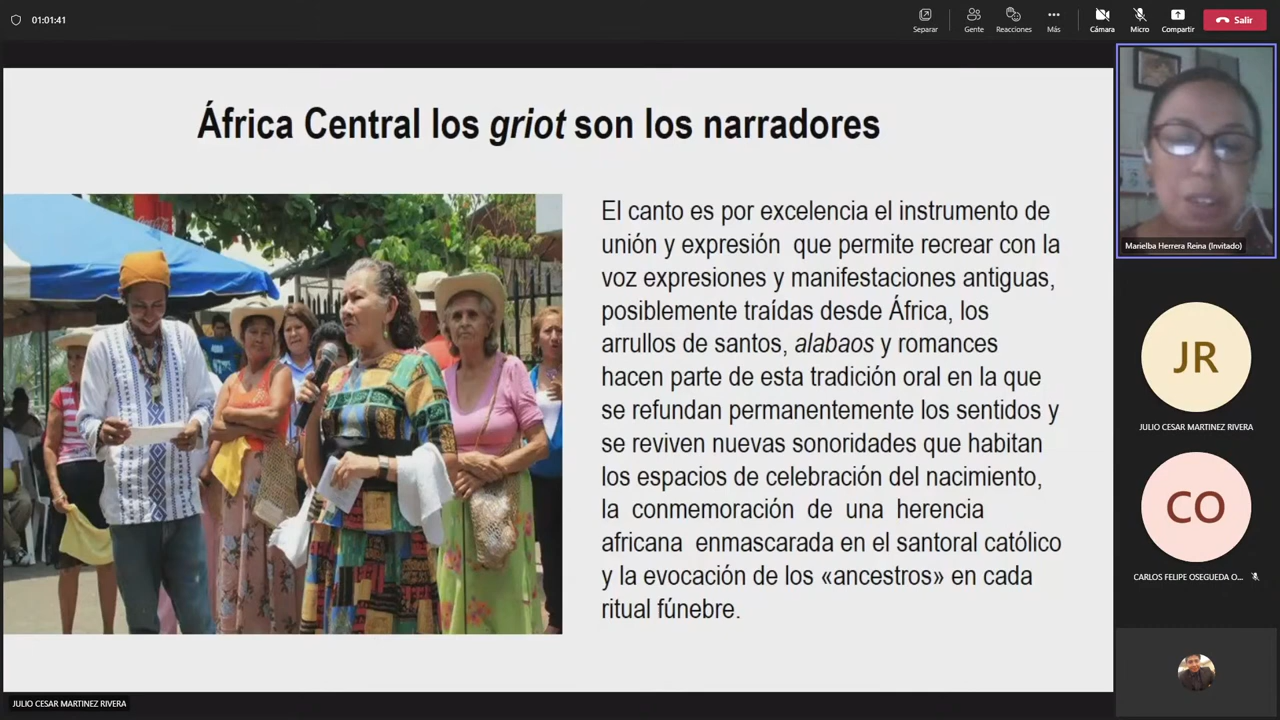 01:01:41
Separar
Gente
Reacciones
Más
Cámara
Micro
Compartir
Salir
África Central los griot son los narradores
El canto es por excelencia el instrumento de
unión y expresión que permite recrear con la
voz expresiones y manifestaciones antiguas,
posiblemente traídas desde África, los
arrullos de santos, alabaos y romances
hacen parte de esta tradición oral en la que
se refundan permanentemente los sentidos y
se reviven nuevas sonoridades que habitan
los espacios de celebración del nacimiento,
la conmemoración de una herencia
africana enmascarada en el santoral católico
y la evocación de los «ancestros» en cada
ritual fúnebre.
Marielba Herrera Reina (Invitado)
JR
JULIO CESAR MARTINEZ RIVERA
CO
CARLOS FELIPE OSEGUEDA O...
JULIO CESAR MARTINEZ RIVERA